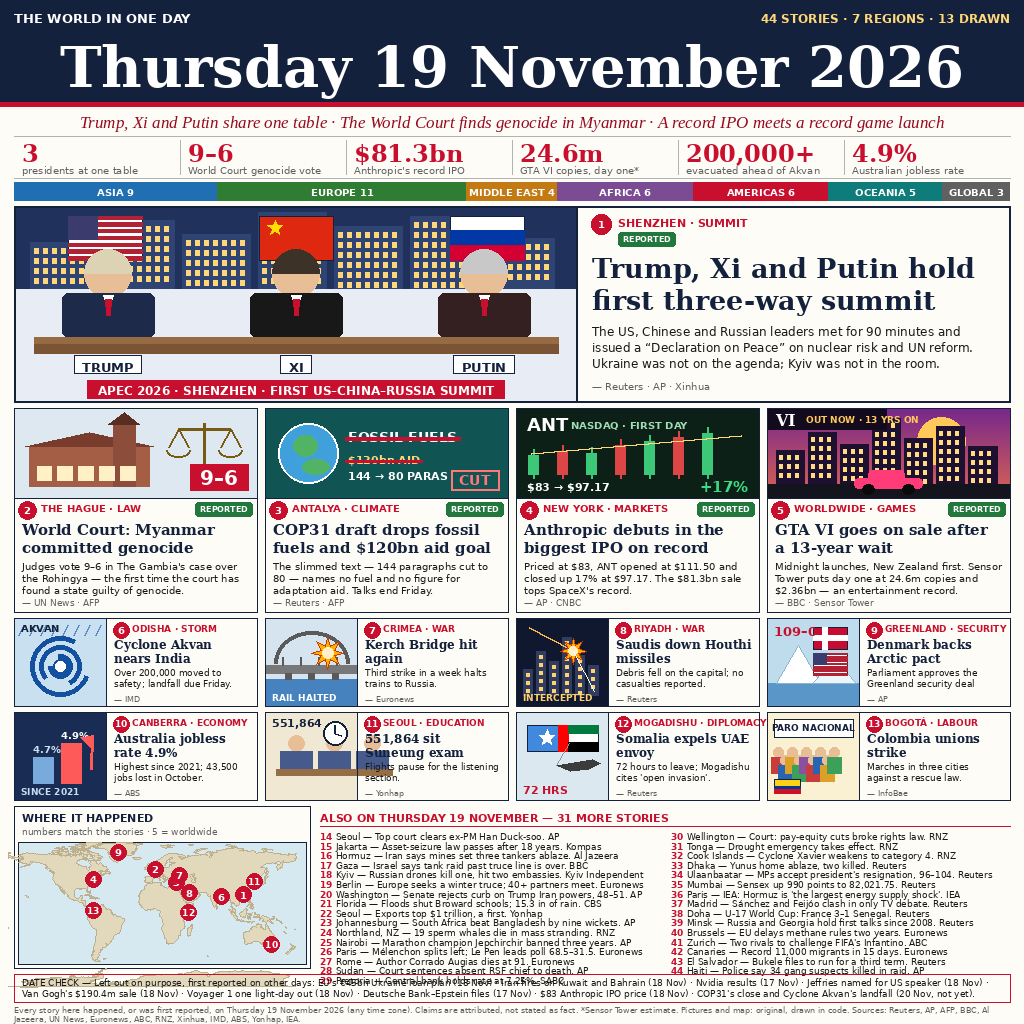 THE WORLD IN ONE DAY
44 STORIES · 7 REGIONS · 13 DRAWN
Thursday 19 November 2026
Trump, Xi and Putin share one table · The World Court finds genocide in Myanmar · A record IPO meets a record game launch
3
presidents at one table
9–6
World Court genocide vote
$81.3bn
Anthropic's record IPO
24.6m
GTA VI copies, day one*
200,000+
evacuated ahead of Akvan
4.9%
Australian jobless rate
ASIA 9
EUROPE 11
MIDDLE EAST 4
AFRICA 6
AMERICAS 6
OCEANIA 5
GLOBAL 3
TRUMP
XI
PUTIN
APEC 2026 · SHENZHEN · FIRST US–CHINA–RUSSIA SUMMIT
1 SHENZHEN · SUMMIT
REPORTED
Trump, Xi and Putin hold
first three-way summit
The US, Chinese and Russian leaders met for 90 minutes and
issued a “Declaration on Peace” on nuclear risk and UN reform.
Ukraine was not on the agenda; Kyiv was not in the room.
— Reuters · AP · Xinhua
9–6
2 THE HAGUE · LAW
REPORTED
World Court: Myanmar
committed genocide
Judges vote 9–6 in The Gambia's case over
the Rohingya — the first time the court has
found a state guilty of genocide.
— UN News · AFP
FOSSIL FUELS
$120bn AID
144 → 80 PARAS
CUT
3 ANTALYA · CLIMATE
REPORTED
COP31 draft drops fossil
fuels and $120bn aid goal
The slimmed text — 144 paragraphs cut to
80 — names no fuel and no figure for
adaptation aid. Talks end Friday.
— Reuters · AFP
ANT NASDAQ · FIRST DAY
$83 → $97.17
+17%
4 NEW YORK · MARKETS
REPORTED
Anthropic debuts in the
biggest IPO on record
Priced at $83, ANT opened at $111.50 and
closed up 17% at $97.17. The $81.3bn sale
tops SpaceX's record.
— AP · CNBC
VI OUT NOW · 13 YRS ON
5 WORLDWIDE · GAMES
REPORTED
GTA VI goes on sale after
a 13-year wait
Midnight launches, New Zealand first. Sensor
Tower puts day one at 24.6m copies and
$2.36bn — an entertainment record.
— BBC · Sensor Tower
AKVAN
6 ODISHA · STORM
Cyclone Akvan
nears India
Over 200,000 moved to
safety; landfall due Friday.
— IMD
RAIL HALTED
7 CRIMEA · WAR
Kerch Bridge hit
again
Third strike in a week halts
trains to Russia.
— Euronews
INTERCEPTED
8 RIYADH · WAR
Saudis down Houthi
missiles
Debris fell on the capital; no
casualties reported.
— Reuters
109–0
9 GREENLAND · SECURITY
Denmark backs
Arctic pact
Parliament approves the
Greenland security deal
— AP
4.7%
4.9%
SINCE 2021
10 CANBERRA · ECONOMY
Australia jobless
rate 4.9%
Highest since 2021; 43,500
jobs lost in October.
— ABS
551,864
11 SEOUL · EDUCATION
551,864 sit
Suneung exam
Flights pause for the listening
section.
— Yonhap
72 HRS
12 MOGADISHU · DIPLOMACY
Somalia expels UAE
envoy
72 hours to leave; Mogadishu
cites ‘open invasion’.
— Reuters
PARO NACIONAL
13 BOGOTÁ · LABOUR
Colombia unions
strike
Marches in three cities
against a rescue law.
— InfoBae
WHERE IT HAPPENED
numbers match the stories · 5 = worldwide
9
4
13
2
7
8
12
6
1
11
10
ALSO ON THURSDAY 19 NOVEMBER — 31 MORE STORIES
14 Seoul — Top court clears ex-PM Han Duck-soo. AP
15 Jakarta — Asset-seizure law passes after 18 years. Kompas
16 Hormuz — Iran says mines set three tankers ablaze. Al Jazeera
17 Gaza — Israel says tank raid past truce line is over. BBC
18 Kyiv — Russian drones kill one, hit two embassies. Kyiv Independent
19 Berlin — Europe seeks a winter truce; 40+ partners meet. Euronews
20 Washington — Senate rejects curb on Trump Iran powers, 48–51. AP
21 Florida — Floods shut Broward schools; 15.3 in of rain. CBS
22 Seoul — Exports top $1 trillion, a first. Yonhap
23 Johannesburg — South Africa beat Bangladesh by nine wickets. AP
24 Northland, NZ — 19 sperm whales die in mass stranding. RNZ
25 Nairobi — Marathon champion Jepchirchir banned three years. AP
26 Paris — Mélenchon splits left; Le Pen leads poll 68.5–31.5. Euronews
27 Rome — Author Corrado Augias dies at 91. Euronews
28 Sudan — Court sentences absent RSF chief to death. AP
30 Wellington — Court: pay-equity cuts broke rights law. RNZ
31 Tonga — Drought emergency takes effect. RNZ
32 Cook Islands — Cyclone Xavier weakens to category 4. RNZ
33 Dhaka — Yunus home ablaze, two killed. Reuters
34 Ulaanbaatar — MPs accept president's resignation, 96–104. Reuters
35 Mumbai — Sensex up 990 points to 82,021.75. Reuters
36 Paris — IEA: Hormuz is ‘the largest energy supply shock’. IEA
37 Madrid — Sánchez and Feijóo clash in only TV debate. Reuters
38 Doha — U-17 World Cup: France 3–1 Senegal. Reuters
39 Minsk — Russia and Georgia hold first talks since 2008. Reuters
40 Brussels — EU delays methane rules two years. Euronews
41 Zurich — Two rivals to challenge FIFA's Infantino. ABC
42 Canaries — Record 11,000 migrants in 15 days. Euronews
43 El Salvador — Bukele files to run for a third term. Reuters
44 Haiti — Police say 34 gang suspects killed in raid. AP
DATE CHECK — Left out on purpose, first reported on other days:
Kuwait and Bahrain (18 Nov) · Nvidia results (17 Nov) · Jeffries named for US speaker (18 Nov) ·
Van Gogh's $190.4m sale (18 Nov) · Voyager 1 one light-day out (18 Nov) · Deutsche Bank–Epstein files (17 Nov) · $83 Anthropic IPO price (18 Nov) · COP31's close and Cyclone Akvan's landfall (20 Nov, not yet).
Every story here happened, or was first reported, on Thursday 19 November 2026 (any time zone). Claims are attributed, not stated as fact. *Sensor Tower estimate. Pictures and map: original, drawn in code. Sources: Reuters, AP, AFP, BBC, Al
Jazeera, UN News, Euronews, ABC, RNZ, Xinhua, IMD, ABS, Yonhap, IEA.